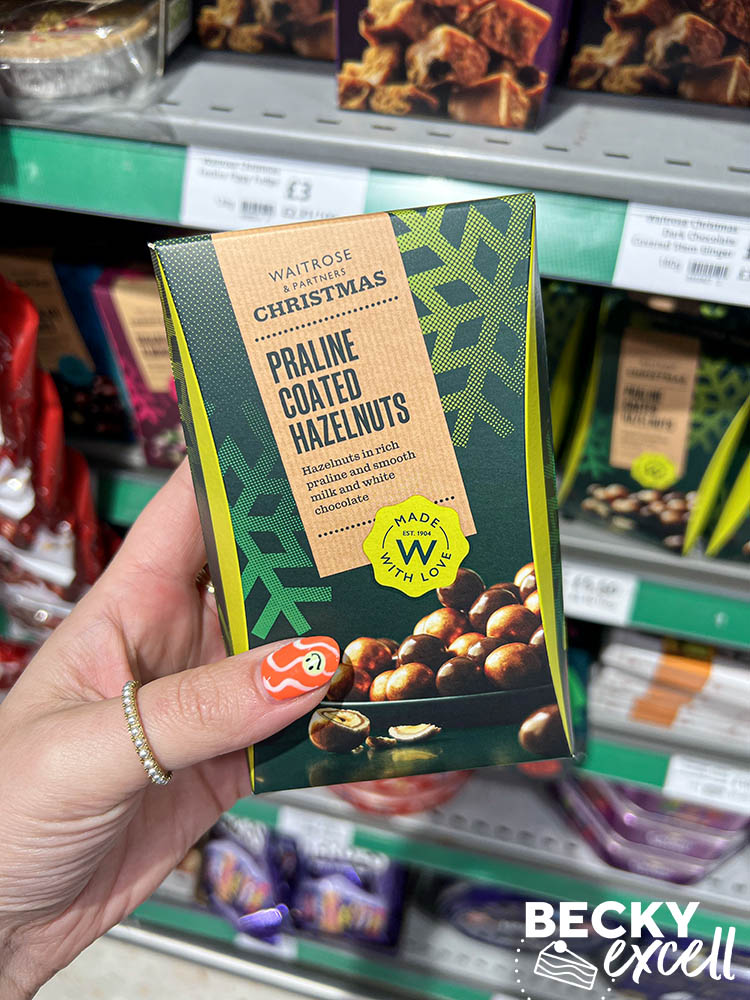 £3
Waitrose Christmas
Dark Chocolate
Covered Stem Ginger
WAITROSE
& PARTNERS
CHRISTMAS
PRALINE
COATED
HAZELNUTS
Hazelnuts in rich
praline and smooth
milk and white
chocolate
MADE
EST. 1904
W
WITH LOVE
CHRISTMAS
PRALINE
COATED
HAZELNUTS
W
BECKY
excell